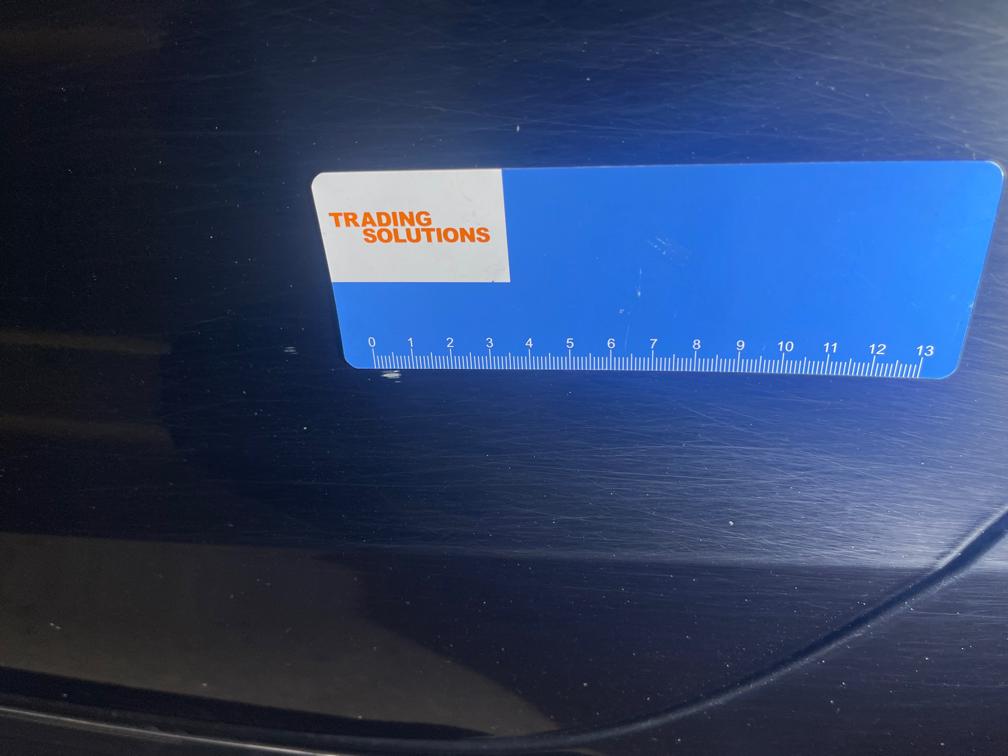 TRADING
SOLUTIONS
0 1 2 3 4 5 6 7 8 9 10 11 12 13